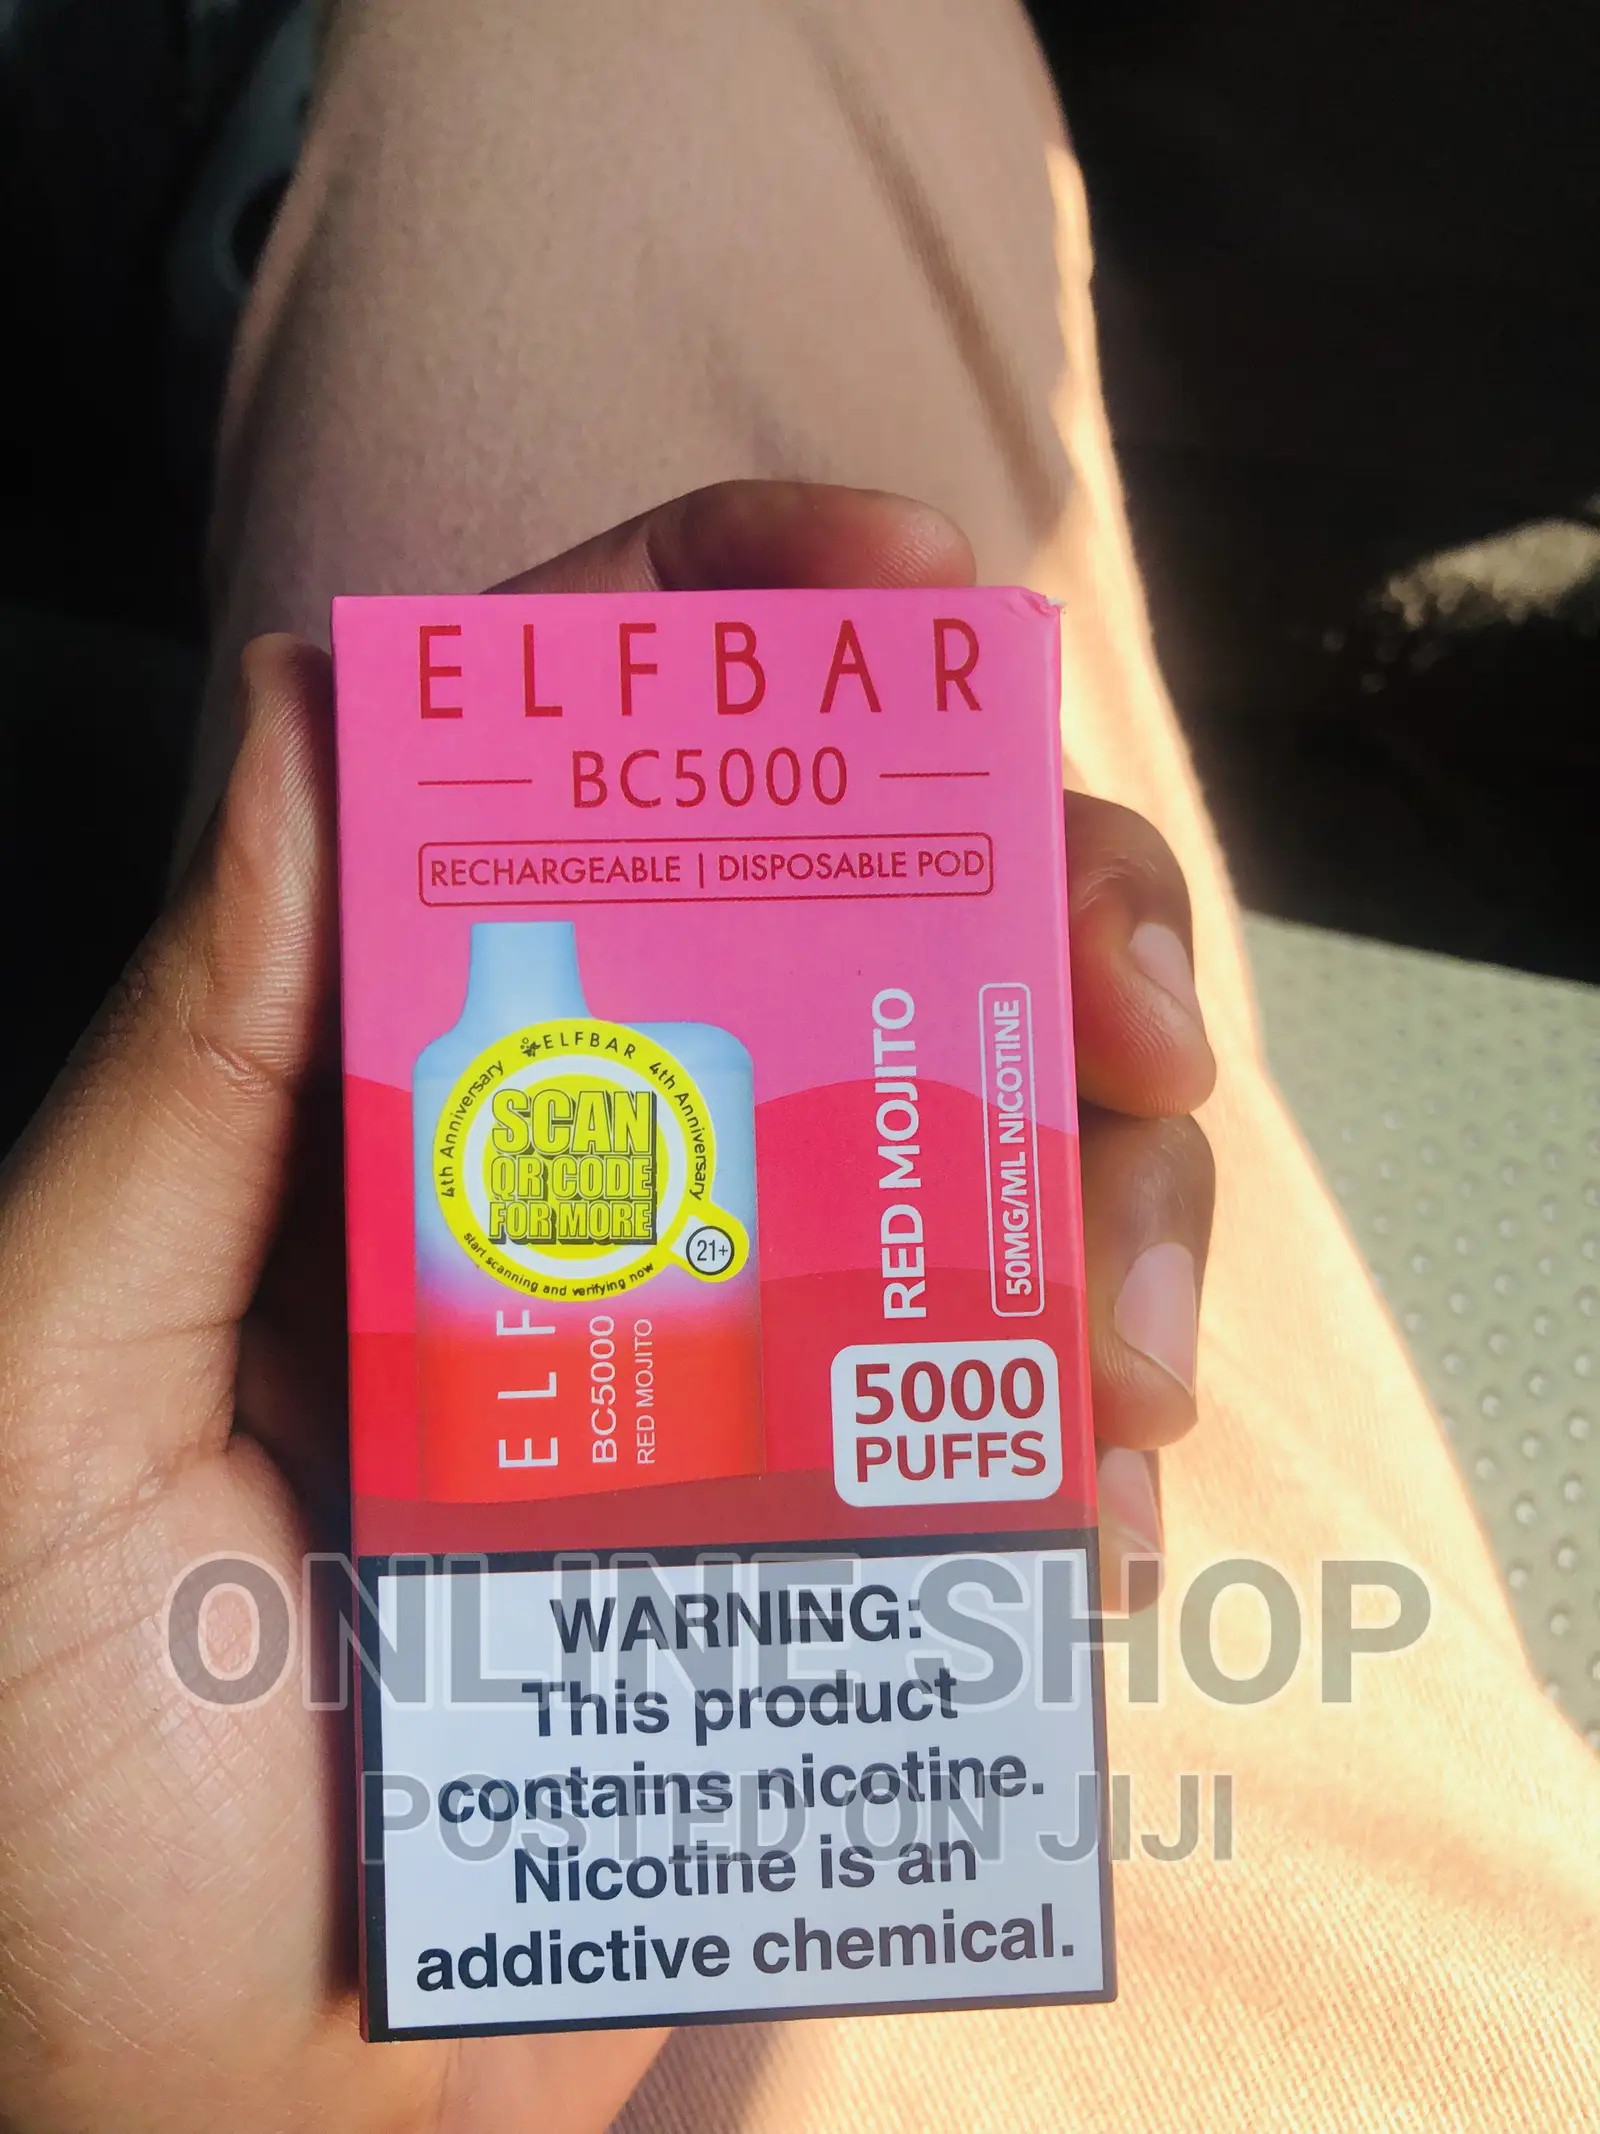 ELFBAR
BC5000
RECHARGEABLE | DISPOSABLE POD
ELFBAR
4th Anniversary
4th Anniversary
SCAN
QR CODE
FOR MORE
start scanning and verifying now
21+
ELF
BC5000
RED MOJITO
RED MOJITO
50MG/ML NICOTINE
5000
PUFFS
WARNING:
This product
contains nicotine.
Nicotine is an
addictive chemical.
ONLINE SHOP
POSTED ON JIJI